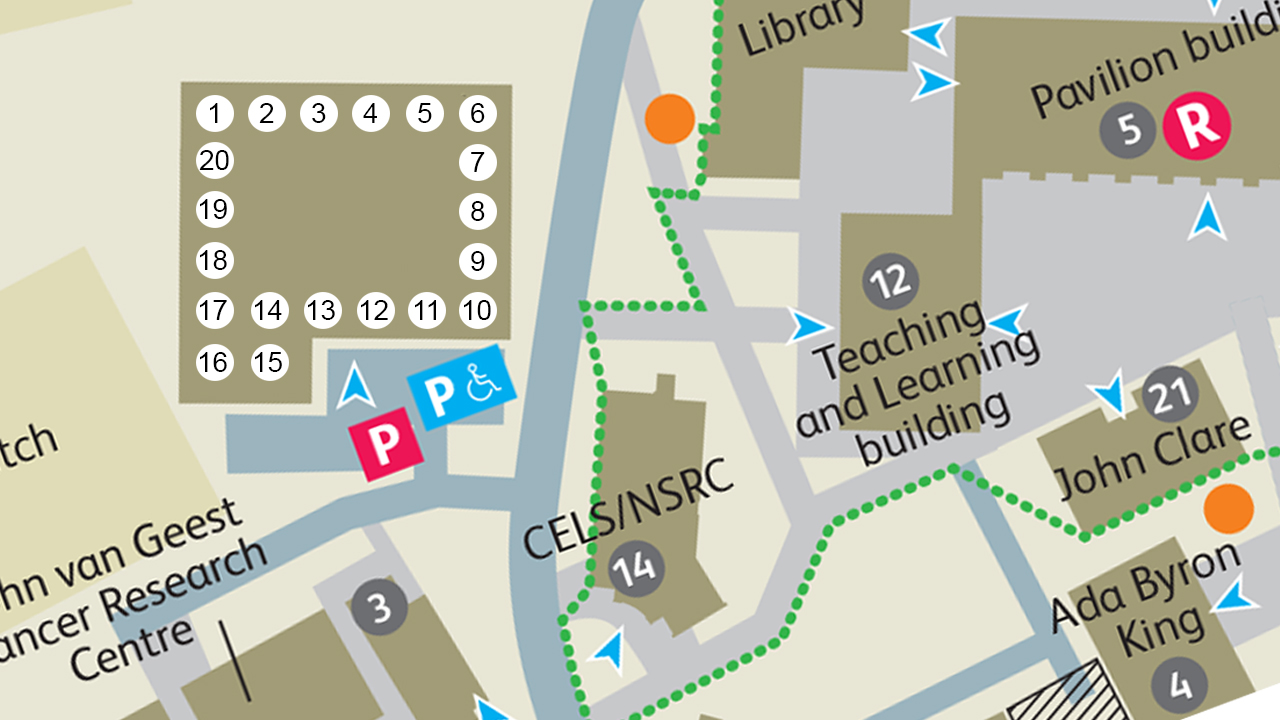 Library
Pavilion buildi
5 R
1 2 3 4 5 6
20 7
19 8
18 9
17 14 13 12 11 10
16 15
P
P
12
Teaching
and Learning
building
21
John Clare
tch
CELS/NSRC
14
hn van Geest
ancer Research
Centre
3
Ada Byron
King
4